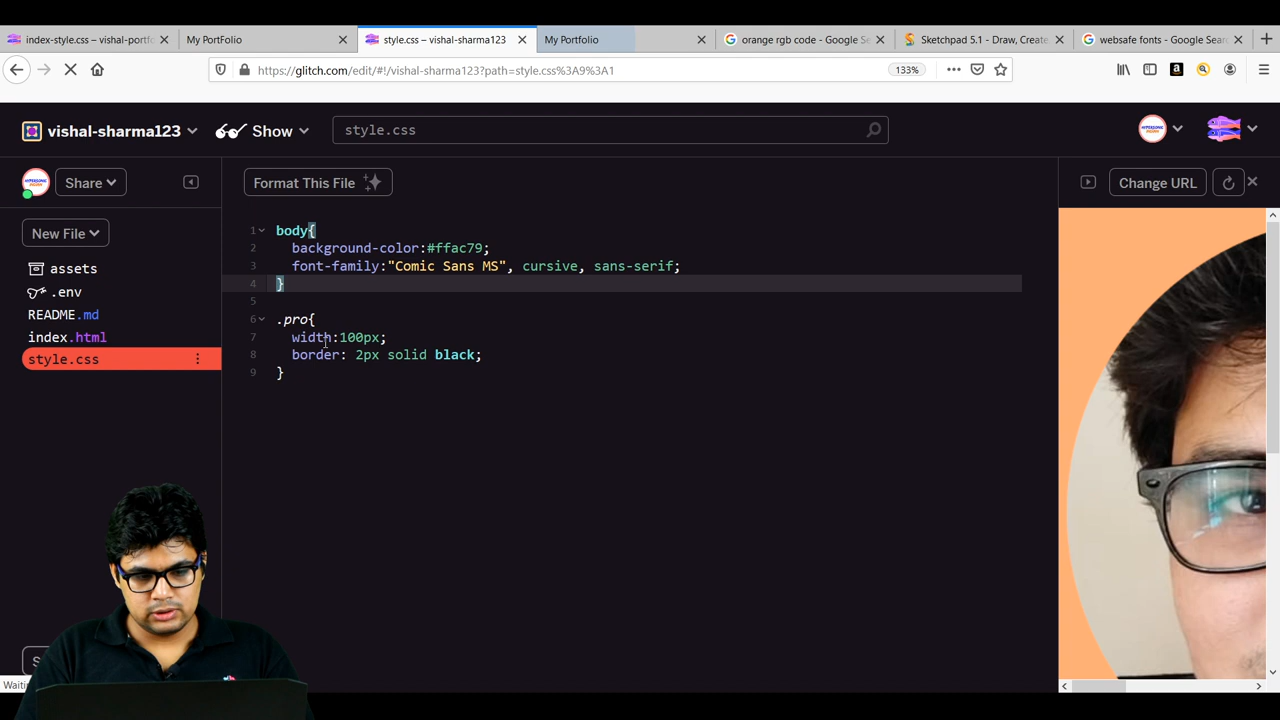 index-style.css – vishal-portfo
My PortFolio
style.css – vishal-sharma123
My Portfolio
orange rgb code - Google Se
Sketchpad 5.1 - Draw, Create
websafe fonts - Google Sear
https://glitch.com/edit/#!/vishal-sharma123?path=style.css%3A9%3A1
133%
vishal-sharma123
Show
style.css
Share
Format This File
Change URL
New File
assets
.env
README.md
index.html
style.css
1 body{
2 background-color:#ffac79;
3 font-family:"Comic Sans MS", cursive, sans-serif;
4 }
5
6 .pro{
7 width:100px;
8 border: 2px solid black;
9 }
Waitin